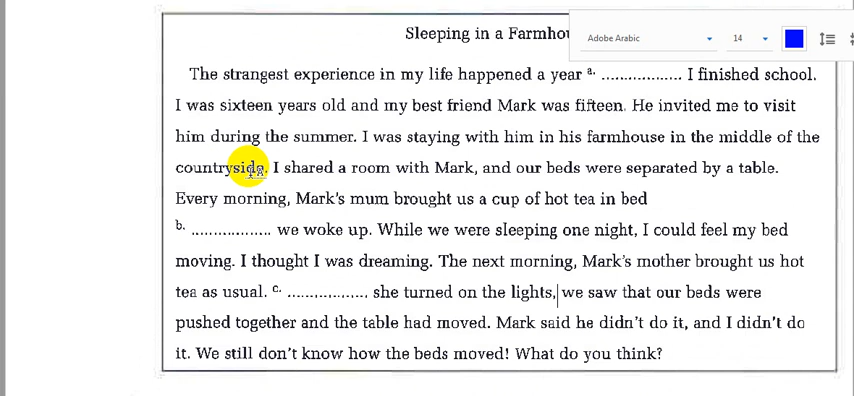 Sleeping in a
Adobe Arabic
14
The strangest experience in my life happened a year a. .................. I finished school.
I was sixteen years old and my best friend Mark was fifteen. He invited me to visit
him during the summer. I was staying with him in his farmhouse in the middle of the
countryside. I shared a room with Mark, and our beds were separated by a table.
Every morning, Mark's mum brought us a cup of hot tea in bed
b. .................. we woke up. While we were sleeping one night, I could feel my bed
moving. I thought I was dreaming. The next morning, Mark's mother brought us hot
tea as usual. c. .................. she turned on the lights, we saw that our beds were
pushed together and the table had moved. Mark said he didn't do it, and I didn't do
it. We still don't know how the beds moved! What do you think?